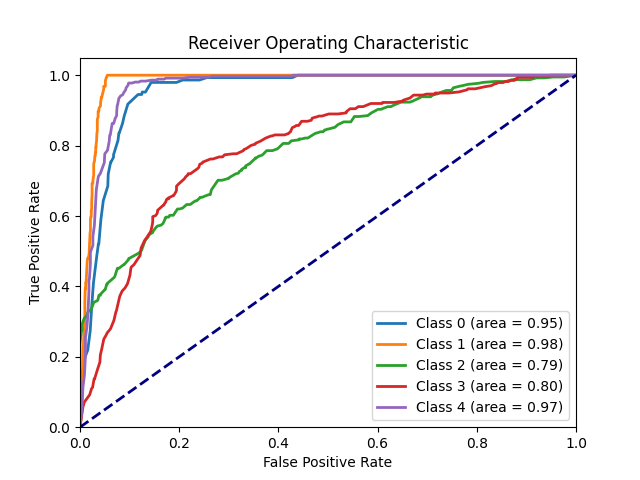 Receiver Operating Characteristic
True Positive Rate
1.0
0.8
0.6
0.4
0.2
0.0
Class 0 (area = 0.95)
Class 1 (area = 0.98)
Class 2 (area = 0.79)
Class 3 (area = 0.80)
Class 4 (area = 0.97)
0.0 0.2 0.4 0.6 0.8 1.0
False Positive Rate